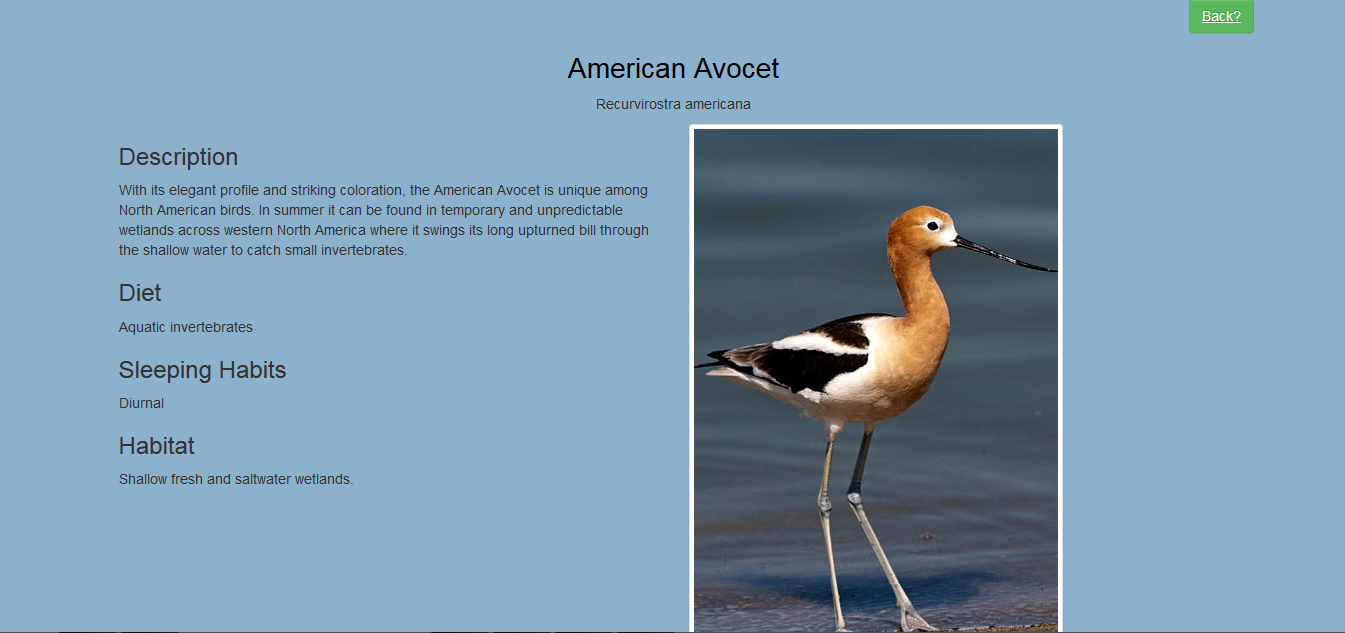 Back?
American Avocet
Recurvirostra americana
Description
With its elegant profile and striking coloration, the American Avocet is unique among
North American birds. In summer it can be found in temporary and unpredictable
wetlands across western North America where it swings its long upturned bill through
the shallow water to catch small invertebrates.
Diet
Aquatic invertebrates
Sleeping Habits
Diurnal
Habitat
Shallow fresh and saltwater wetlands.